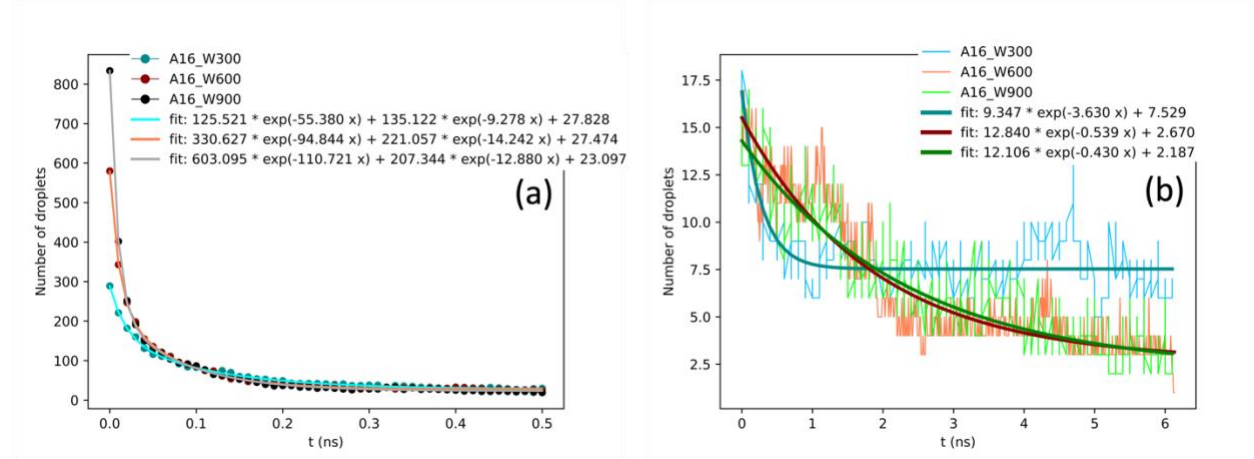 A16_W300
A16_W600
A16_W900
fit: 125.521 * exp(-55.380 x) + 135.122 * exp(-9.278 x) + 27.828
fit: 330.627 * exp(-94.844 x) + 221.057 * exp(-14.242 x) + 27.474
fit: 603.095 * exp(-110.721 x) + 207.344 * exp(-12.880 x) + 23.097
(a)
Number of droplets
800
700
600
500
400
300
200
100
0
0.0 0.1 0.2 0.3 0.4 0.5
t (ns)
A16_W300
A16_W600
A16_W900
fit: 9.347 * exp(-3.630 x) + 7.529
fit: 12.840 * exp(-0.539 x) + 2.670
fit: 12.106 * exp(-0.430 x) + 2.187
(b)
Number of droplets
17.5
15.0
12.5
10.0
7.5
5.0
2.5
0 1 2 3 4 5 6
t (ns)